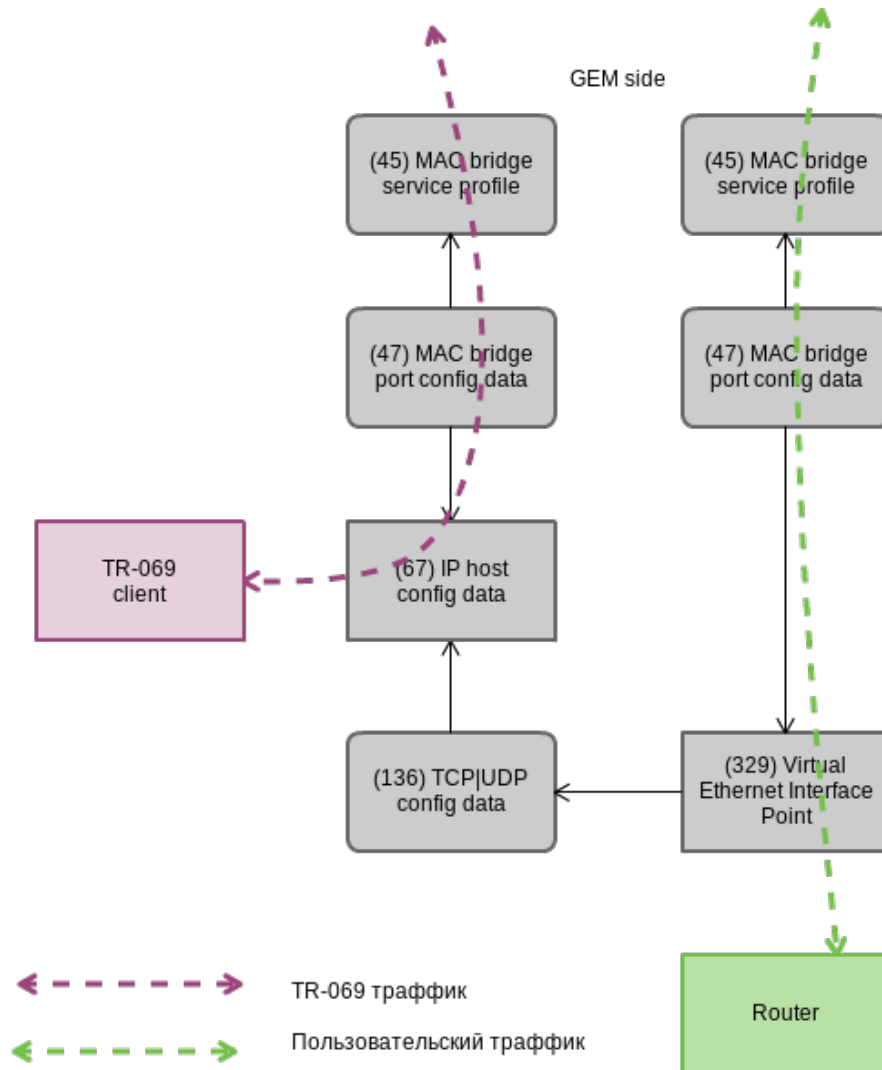 GEM side
(45) MAC bridge
service profile
(45) MAC bridge
service profile
(47) MAC bridge
port config data
(47) MAC bridge
port config data
TR-069
client
(67) IP host
config data
(136) TCP|UDP
config data
(329) Virtual
Ethernet Interface
Point
TR-069 траффик
Пользовательский траффик
Router